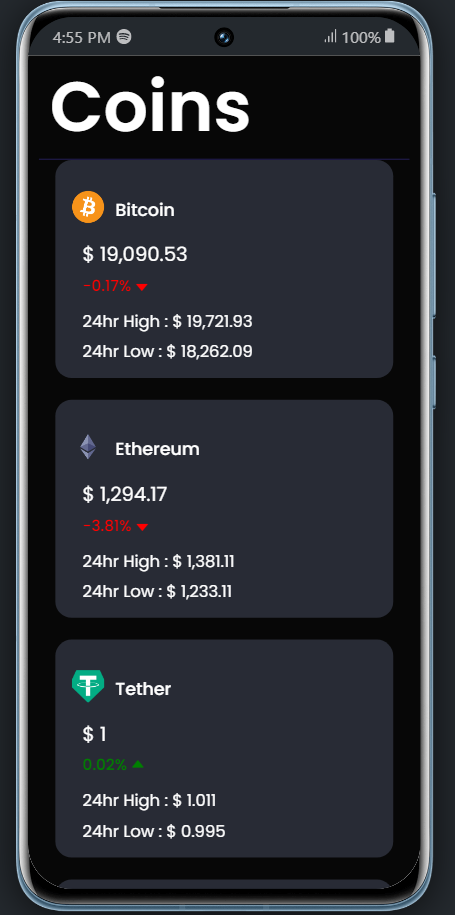 4:55 PM
100%
Coins
Bitcoin
$ 19,090.53
-0.17%
24hr High : $ 19,721.93
24hr Low : $ 18,262.09
Ethereum
$ 1,294.17
-3.81%
24hr High : $ 1,381.11
24hr Low : $ 1,233.11
Tether
$ 1
0.02%
24hr High : $ 1.011
24hr Low : $ 0.995